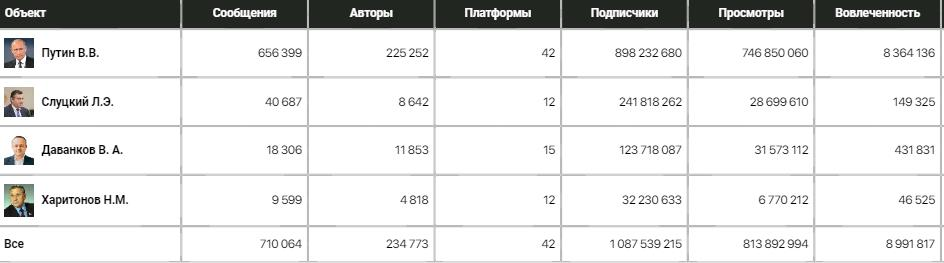 Объект Сообщения Авторы Платформы Подписчики Просмотры Вовлеченность
Путин В.В. 656 399 225 252 42 898 232 680 746 850 060 8 364 136
Слуцкий Л.Э. 40 687 8 642 12 241 818 262 28 699 610 149 325
Даванков В. А. 18 306 11 853 15 123 718 087 31 573 112 431 831
Харитонов Н.М. 9 599 4 818 12 32 230 633 6 770 212 46 525
Все 710 064 234 773 42 1 087 539 215 813 892 994 8 991 817